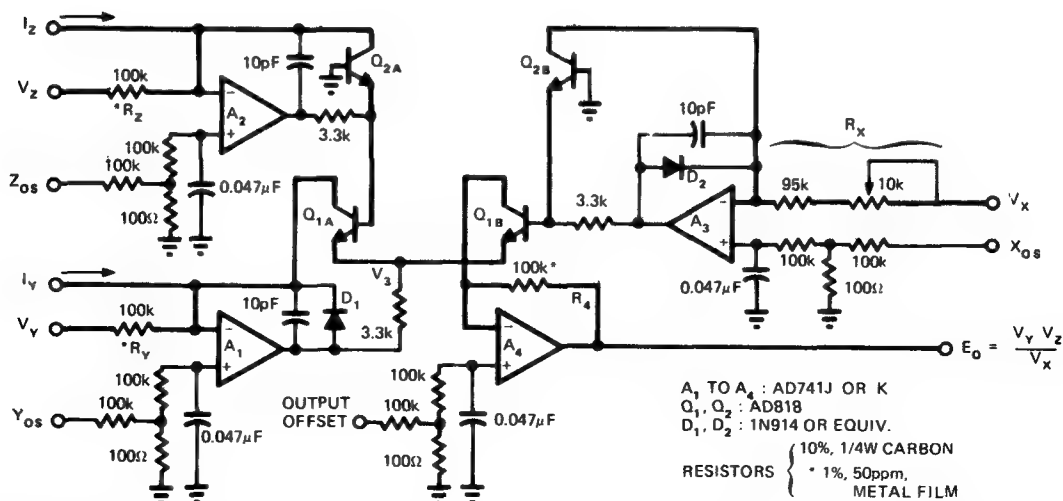 I_Z
V_Z
100k
*R_Z
10pF
Q_2A
A_2
−
+
3.3k
100k
100k
Z_OS
100Ω
0.047μF
Q_1A
I_Y
V_Y
100k
*R_Y
10pF
D_1
V_3
3.3k
A_1
−
+
100k
100k
Y_OS
100Ω
0.047μF
Q_2B
10pF
D_2
R_X
95k
10k
V_X
3.3k
A_3
−
+
Q_1B
100k
100k
X_OS
0.047μF
100Ω
100k*
R_4
A_4
−
+
OUTPUT
OFFSET
100k
100k
100Ω
0.047μF
E_O = V_Y V_Z / V_X
A_1 TO A_4 : AD741J OR K
Q_1, Q_2 : AD818
D_1, D_2 : 1N914 OR EQUIV.
RESISTORS { 10%, 1/4W CARBON
* 1%, 50ppm,
METAL FILM